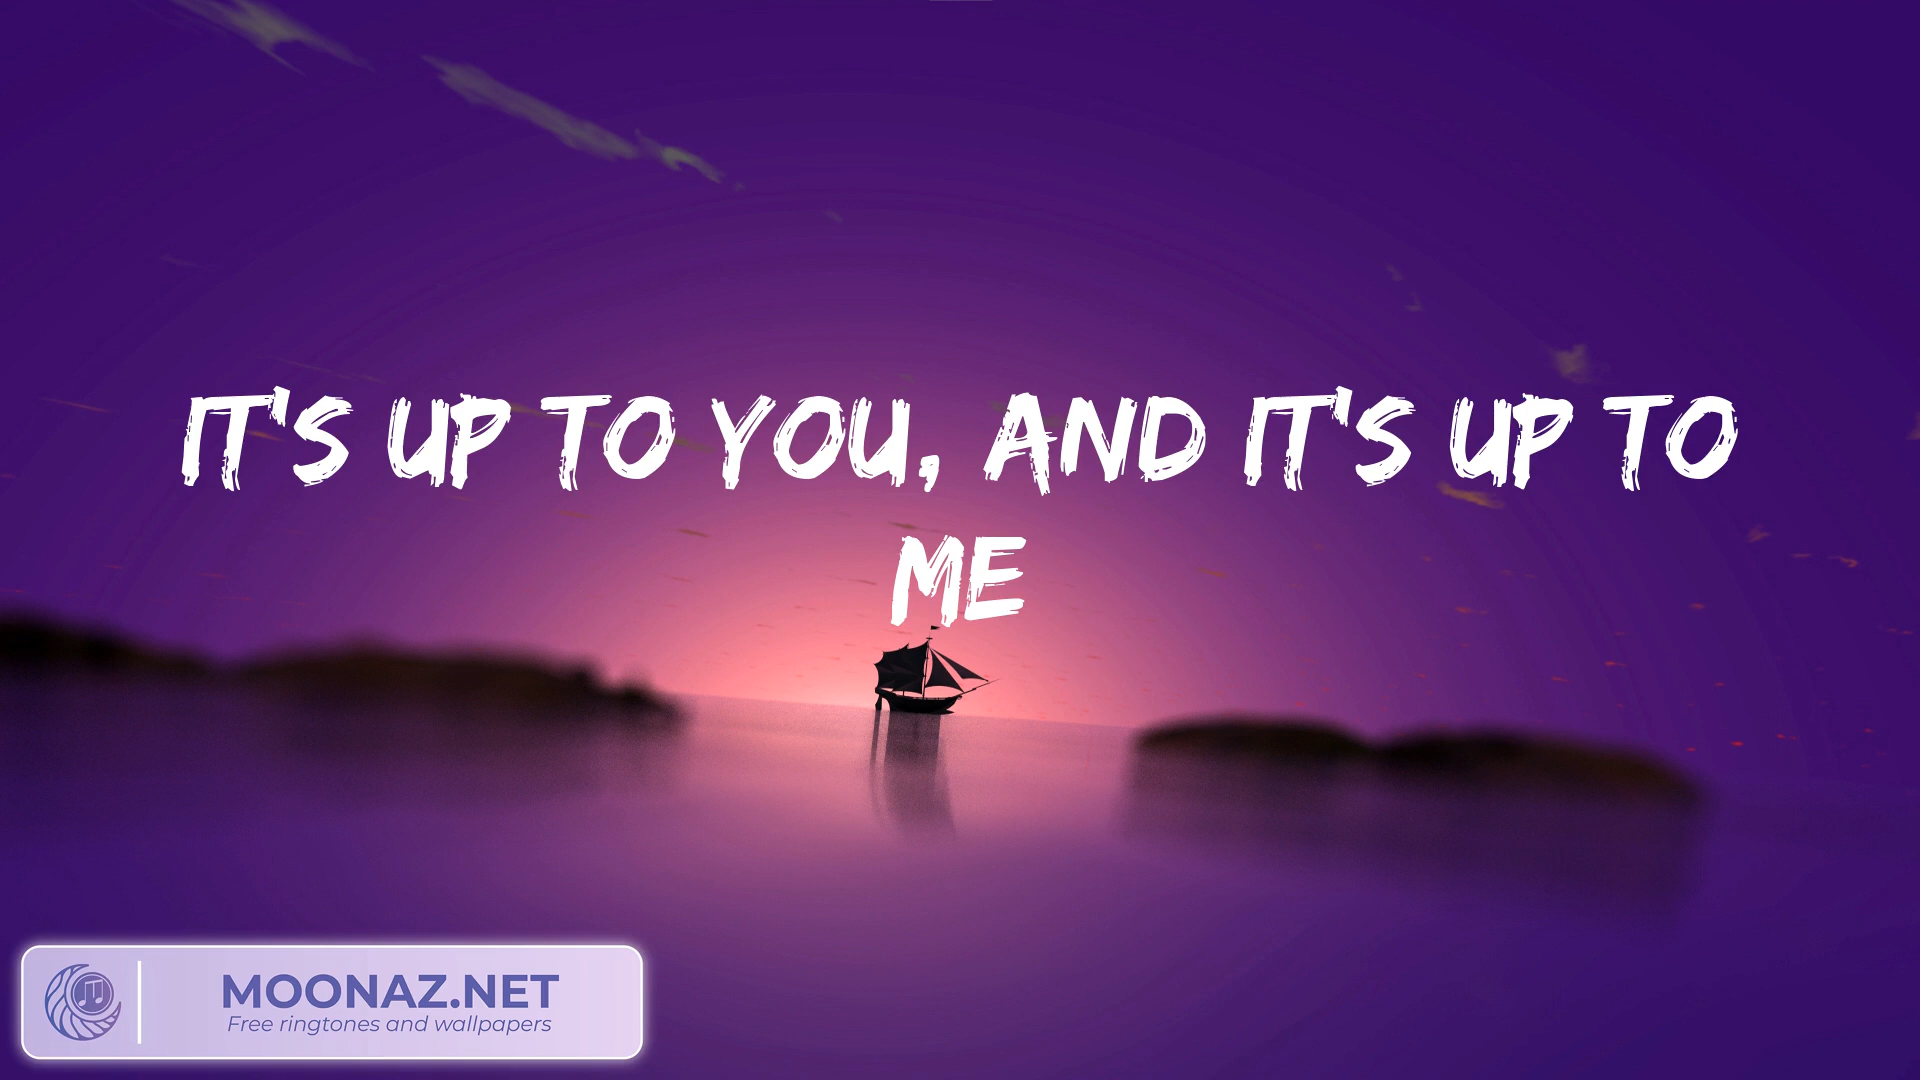 IT'S UP TO YOU, AND IT'S UP TO
ME
MOONAZ.NET
Free ringtones and wallpapers